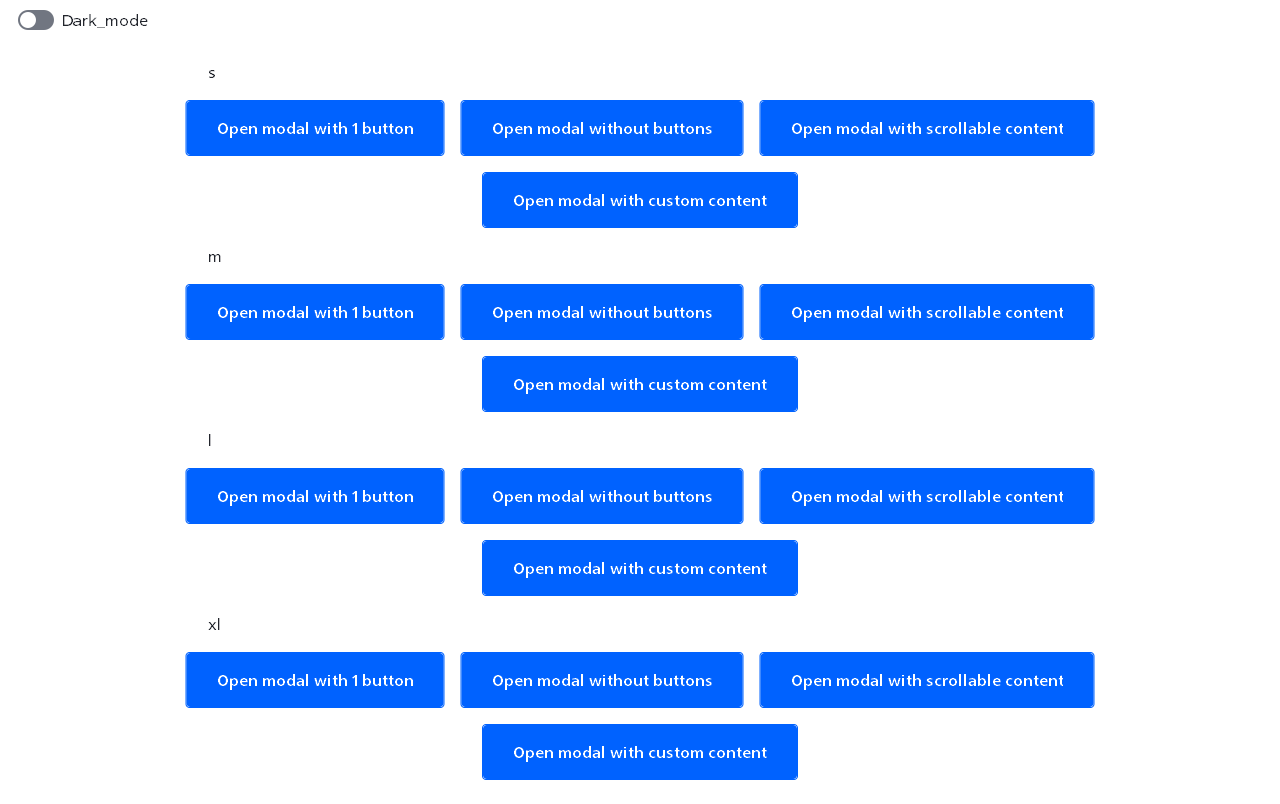 Dark_mode
s
Open modal with 1 button
Open modal without buttons
Open modal with scrollable content
Open modal with custom content
m
Open modal with 1 button
Open modal without buttons
Open modal with scrollable content
Open modal with custom content
l
Open modal with 1 button
Open modal without buttons
Open modal with scrollable content
Open modal with custom content
xl
Open modal with 1 button
Open modal without buttons
Open modal with scrollable content
Open modal with custom content